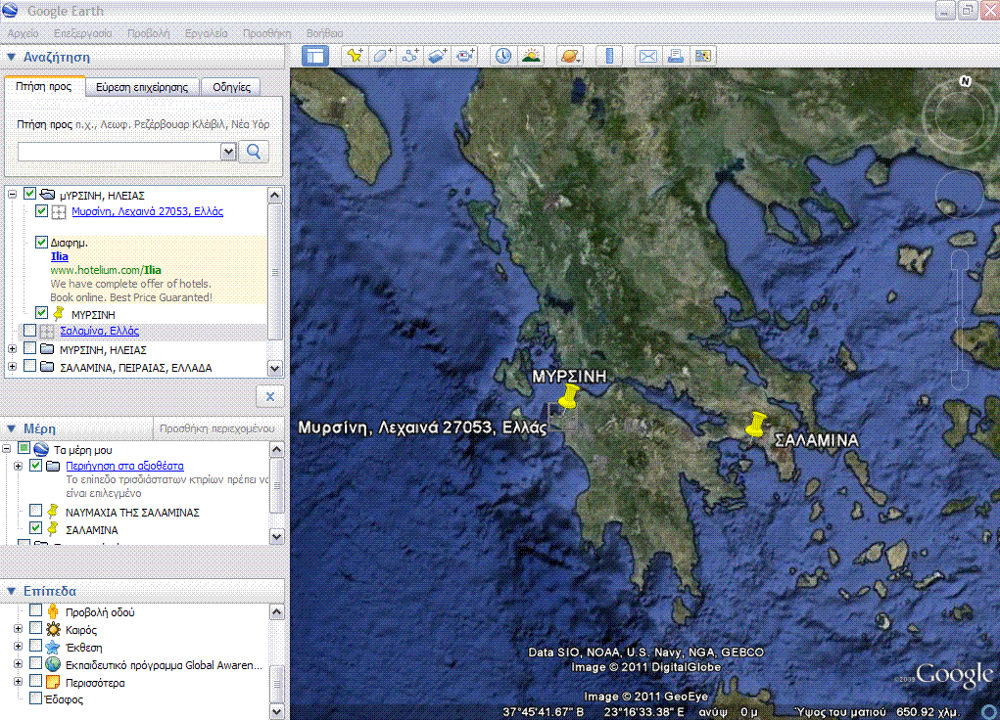 Google Earth
Αρχείο Επεξεργασία Προβολή Εργαλεία Προσθήκη Βοήθεια
Αναζήτηση
Πτήση προς Εύρεση επιχείρησης Οδηγίες
Πτήση προς π.χ., Λεωφ. Ρεζέρβουαρ Κλέιβιλ, Νέα Υόρ
μΥΡΣΙΝΗ, ΗΛΕΙΑΣ
Μυρσίνη, Λεχαινά 27053, Ελλάς
Διαφημ.
Ilia
www.hotelium.com/Ilia
We have complete offer of hotels.
Book online. Best Price Guaranted!
ΜΥΡΣΙΝΗ
Σαλαμίνα, Ελλάς
ΜΥΡΣΙΝΗ, ΗΛΕΙΑΣ
ΣΑΛΑΜΙΝΑ, ΠΕΙΡΑΙΑΣ, ΕΛΛΑΔΑ
Μέρη Προσθήκη περιεχομένου
Τα μέρη μου
Περιήγηση στα αξιοθέατα
Το επίπεδο τρισδιάστατων κτηρίων πρέπει νο
είναι επιλεγμένο
ΝΑΥΜΑΧΙΑ ΤΗΣ ΣΑΛΑΜΙΝΑΣ
ΣΑΛΑΜΙΝΑ
Επίπεδα
Προβολή οδού
Καιρός
Έκθεση
Εκπαιδευτικό πρόγραμμα Global Awaren...
Περισσότερα
Έδαφος
N
ΜΥΡΣΙΝΗ
Μυρσίνη, Λεχαινά 27053, Ελλάς
ΣΑΛΑΜΙΝΑ
Data SIO, NOAA, U.S. Navy, NGA, GEBCO
Image © 2011 DigitalGlobe
©2009 Google
Image © 2011 GeoEye
37°45'41.67" Β 23°16'33.38" Ε ανύψ 0 μ Ύψος του ματιού 650.92 χλμ.